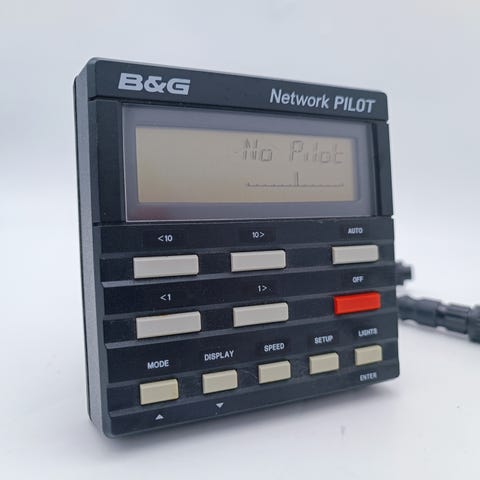 B&G
Network PILOT
No Pilot
<10 10> AUTO
<1 1> OFF
MODE DISPLAY SPEED SETUP LIGHTS
ENTER